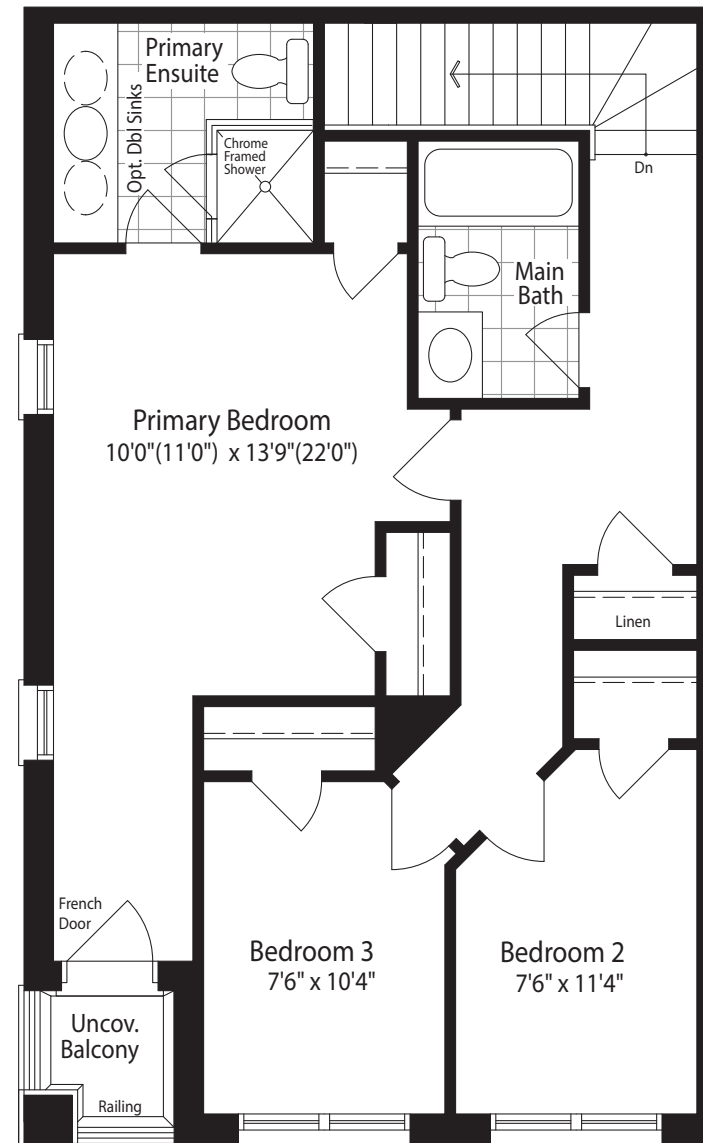 Primary
Ensuite
Opt. Dbl Sinks
Chrome
Framed
Shower
Dn
Main
Bath
Primary Bedroom
10'0"(11'0") x 13'9"(22'0")
Linen
French
Door
Bedroom 3
7'6" x 10'4"
Bedroom 2
7'6" x 11'4"
Uncov.
Balcony
Railing